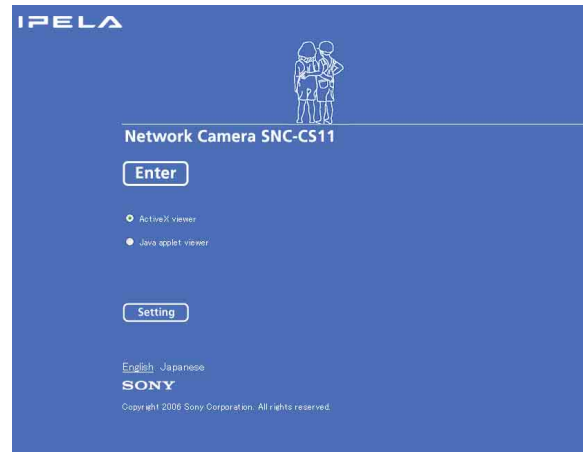 IPELA
Network Camera SNC-CS11
Enter
ActiveX viewer
Java applet viewer
Setting
English Japanese
SONY
Copyright 2006 Sony Corporation. All rights reserved.